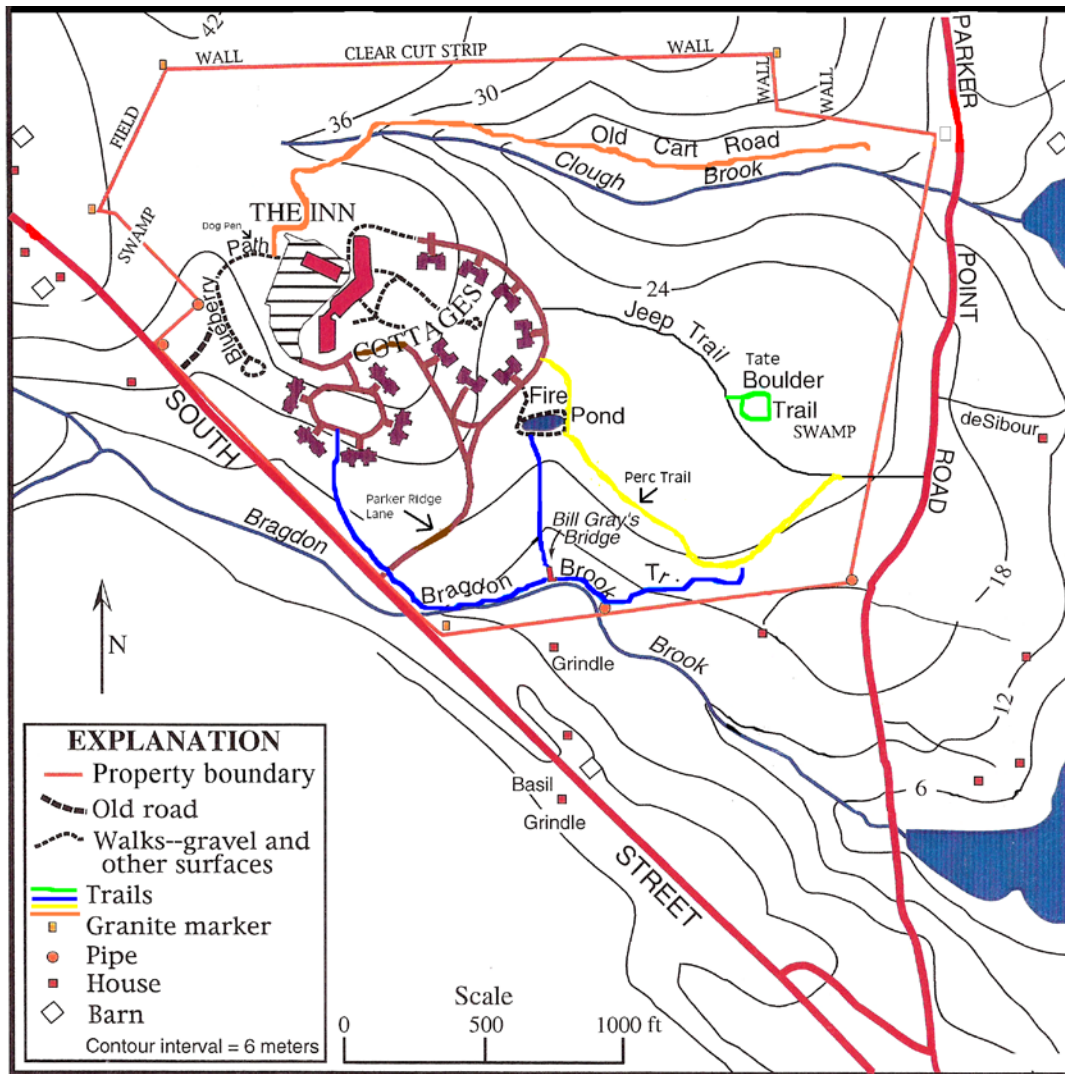 42
WALL
CLEAR CUT STRIP
WALL
PARKER
WALL
WALL
30
36
Old Cart Road
FIELD
Clough Brook
THE INN
Dog Pen
Path
SWAMP
Blueberry
COTTAGES
24
POINT
Jeep Trail
Tate
Boulder
Trail
SWAMP
deSibour
Fire
Pond
SOUTH
ROAD
Perc Trail
Parker Ridge
Lane
Bill Gray's
Bridge
Bragdon
Bragdon Brook Tr.
18
Brook
Grindle
12
6
Basil
Grindle
STREET
N
EXPLANATION
Property boundary
Old road
Walks--gravel and
other surfaces
Trails
Granite marker
Pipe
House
Barn
Contour interval = 6 meters
Scale
0 500 1000 ft